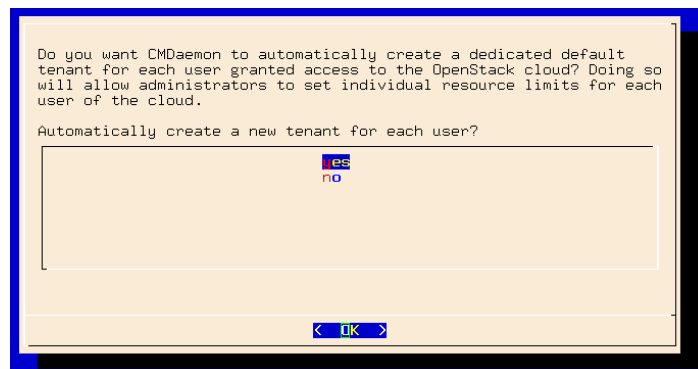 Do you want CMDaemon to automatically create a dedicated default
tenant for each user granted access to the OpenStack cloud? Doing so
will allow administrators to set individual resource limits for each
user of the cloud.
Automatically create a new tenant for each user?
yes
no
< OK >